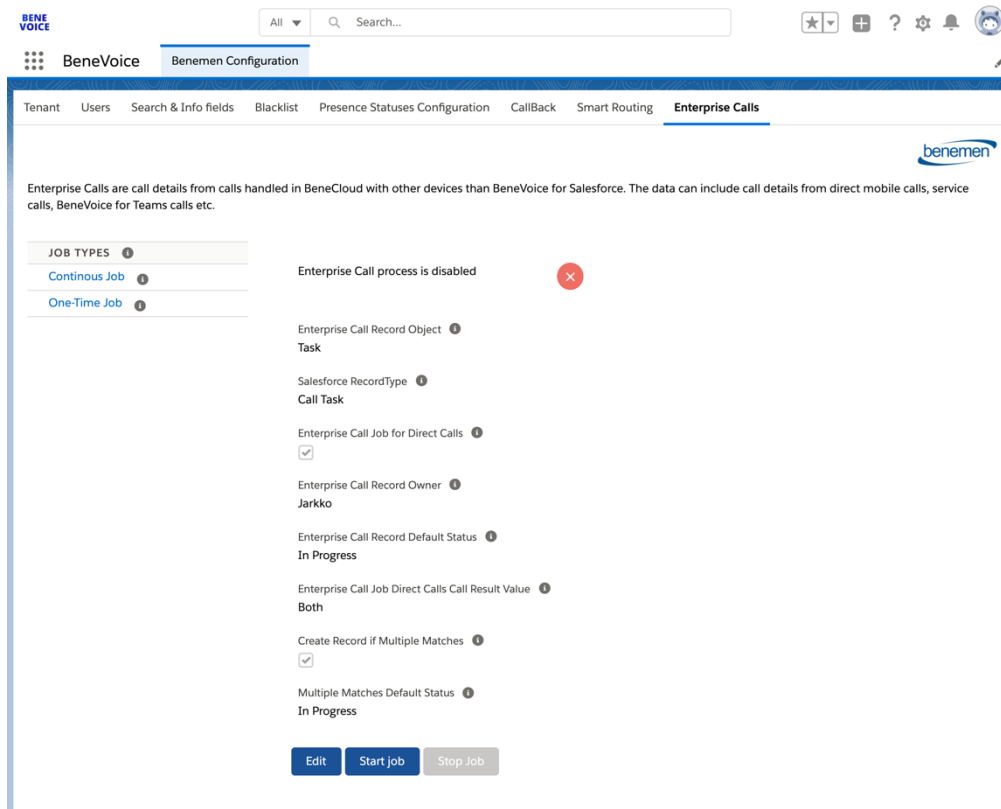 BENE
VOICE
All
Search...
BeneVoice
Benemen Configuration
Tenant
Users
Search & Info fields
Blacklist
Presence Statuses Configuration
CallBack
Smart Routing
Enterprise Calls
benemen
Enterprise Calls are call details from calls handled in BeneCloud with other devices than BeneVoice for Salesforce. The data can include call details from direct mobile calls, service
calls, BeneVoice for Teams calls etc.
JOB TYPES
Continous Job
One-Time Job
Enterprise Call process is disabled
Enterprise Call Record Object
Task
Salesforce RecordType
Call Task
Enterprise Call Job for Direct Calls
Enterprise Call Record Owner
Jarkko
Enterprise Call Record Default Status
In Progress
Enterprise Call Job Direct Calls Call Result Value
Both
Create Record if Multiple Matches
Multiple Matches Default Status
In Progress
Edit
Start job
Stop Job